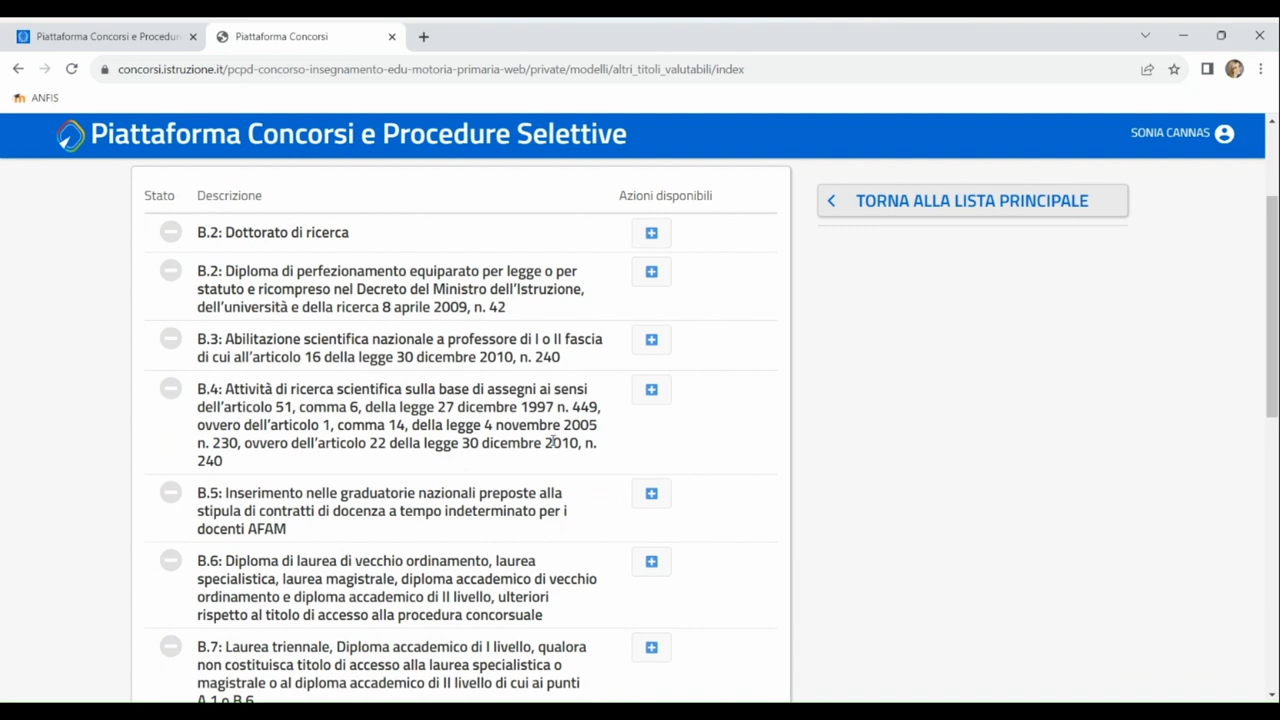 Piattaforma Concorsi e Procedur
Piattaforma Concorsi
concorsi.istruzione.it/pcpd-concorso-insegnamento-edu-motoria-primaria-web/private/modelli/altri_titoli_valutabili/index
ANFIS
Piattaforma Concorsi e Procedure Selettive
SONIA CANNAS
Stato Descrizione Azioni disponibili
TORNA ALLA LISTA PRINCIPALE
B.2: Dottorato di ricerca
B.2: Diploma di perfezionamento equiparato per legge o per
statuto e ricompreso nel Decreto del Ministro dell'Istruzione,
dell'università e della ricerca 8 aprile 2009, n. 42
B.3: Abilitazione scientifica nazionale a professore di I o II fascia
di cui all'articolo 16 della legge 30 dicembre 2010, n. 240
B.4: Attività di ricerca scientifica sulla base di assegni ai sensi
dell'articolo 51, comma 6, della legge 27 dicembre 1997 n. 449,
ovvero dell'articolo 1, comma 14, della legge 4 novembre 2005
n. 230, ovvero dell'articolo 22 della legge 30 dicembre 2010, n.
240
B.5: Inserimento nelle graduatorie nazionali preposte alla
stipula di contratti di docenza a tempo indeterminato per i
docenti AFAM
B.6: Diploma di laurea di vecchio ordinamento, laurea
specialistica, laurea magistrale, diploma accademico di vecchio
ordinamento e diploma accademico di II livello, ulteriori
rispetto al titolo di accesso alla procedura concorsuale
B.7: Laurea triennale, Diploma accademico di I livello, qualora
non costituisca titolo di accesso alla laurea specialistica o
magistrale o al diploma accademico di II livello di cui ai punti
A.1 o B.6